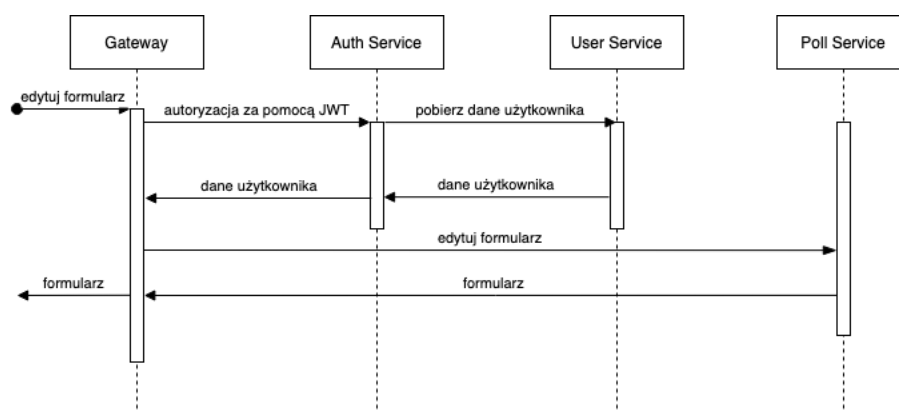 Gateway
Auth Service
User Service
Poll Service
edytuj formularz
autoryzacja za pomocą JWT
pobierz dane użytkownika
dane użytkownika
dane użytkownika
edytuj formularz
formularz
formularz